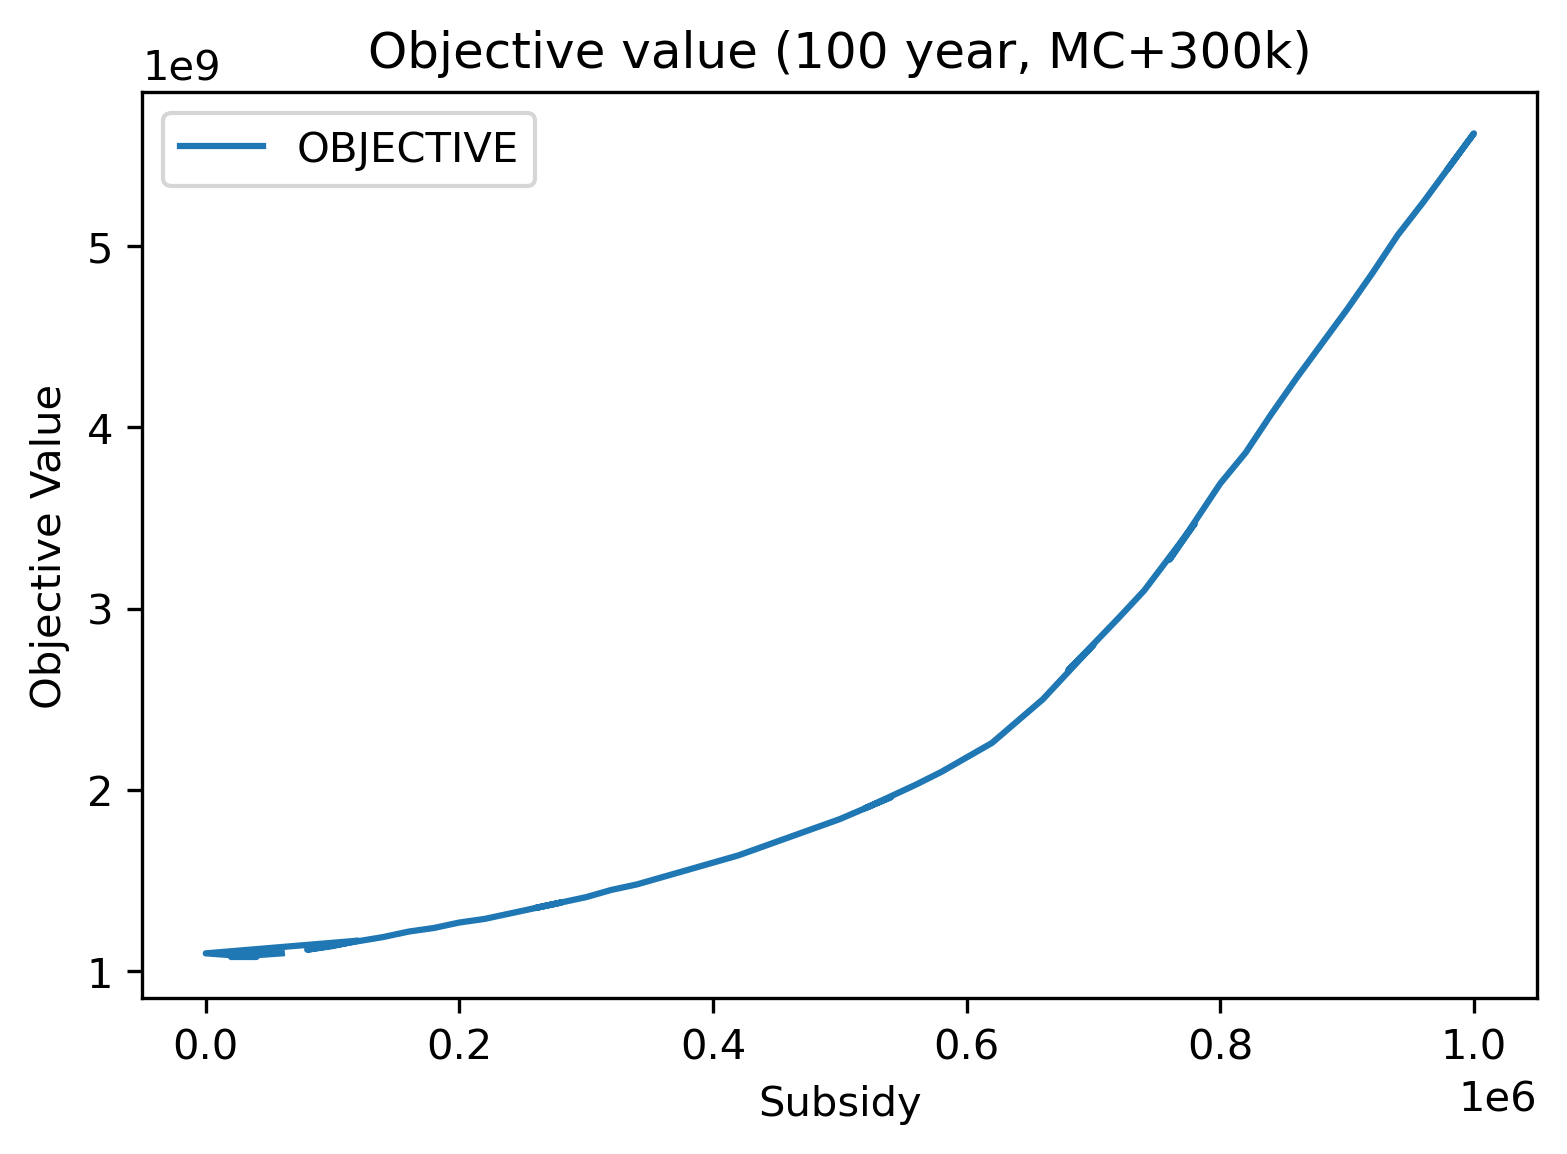 Objective value (100 year, MC+300k)
1e9
OBJECTIVE
5
4
3
2
1
Objective Value
0.0 0.2 0.4 0.6 0.8 1.0
1e6
Subsidy